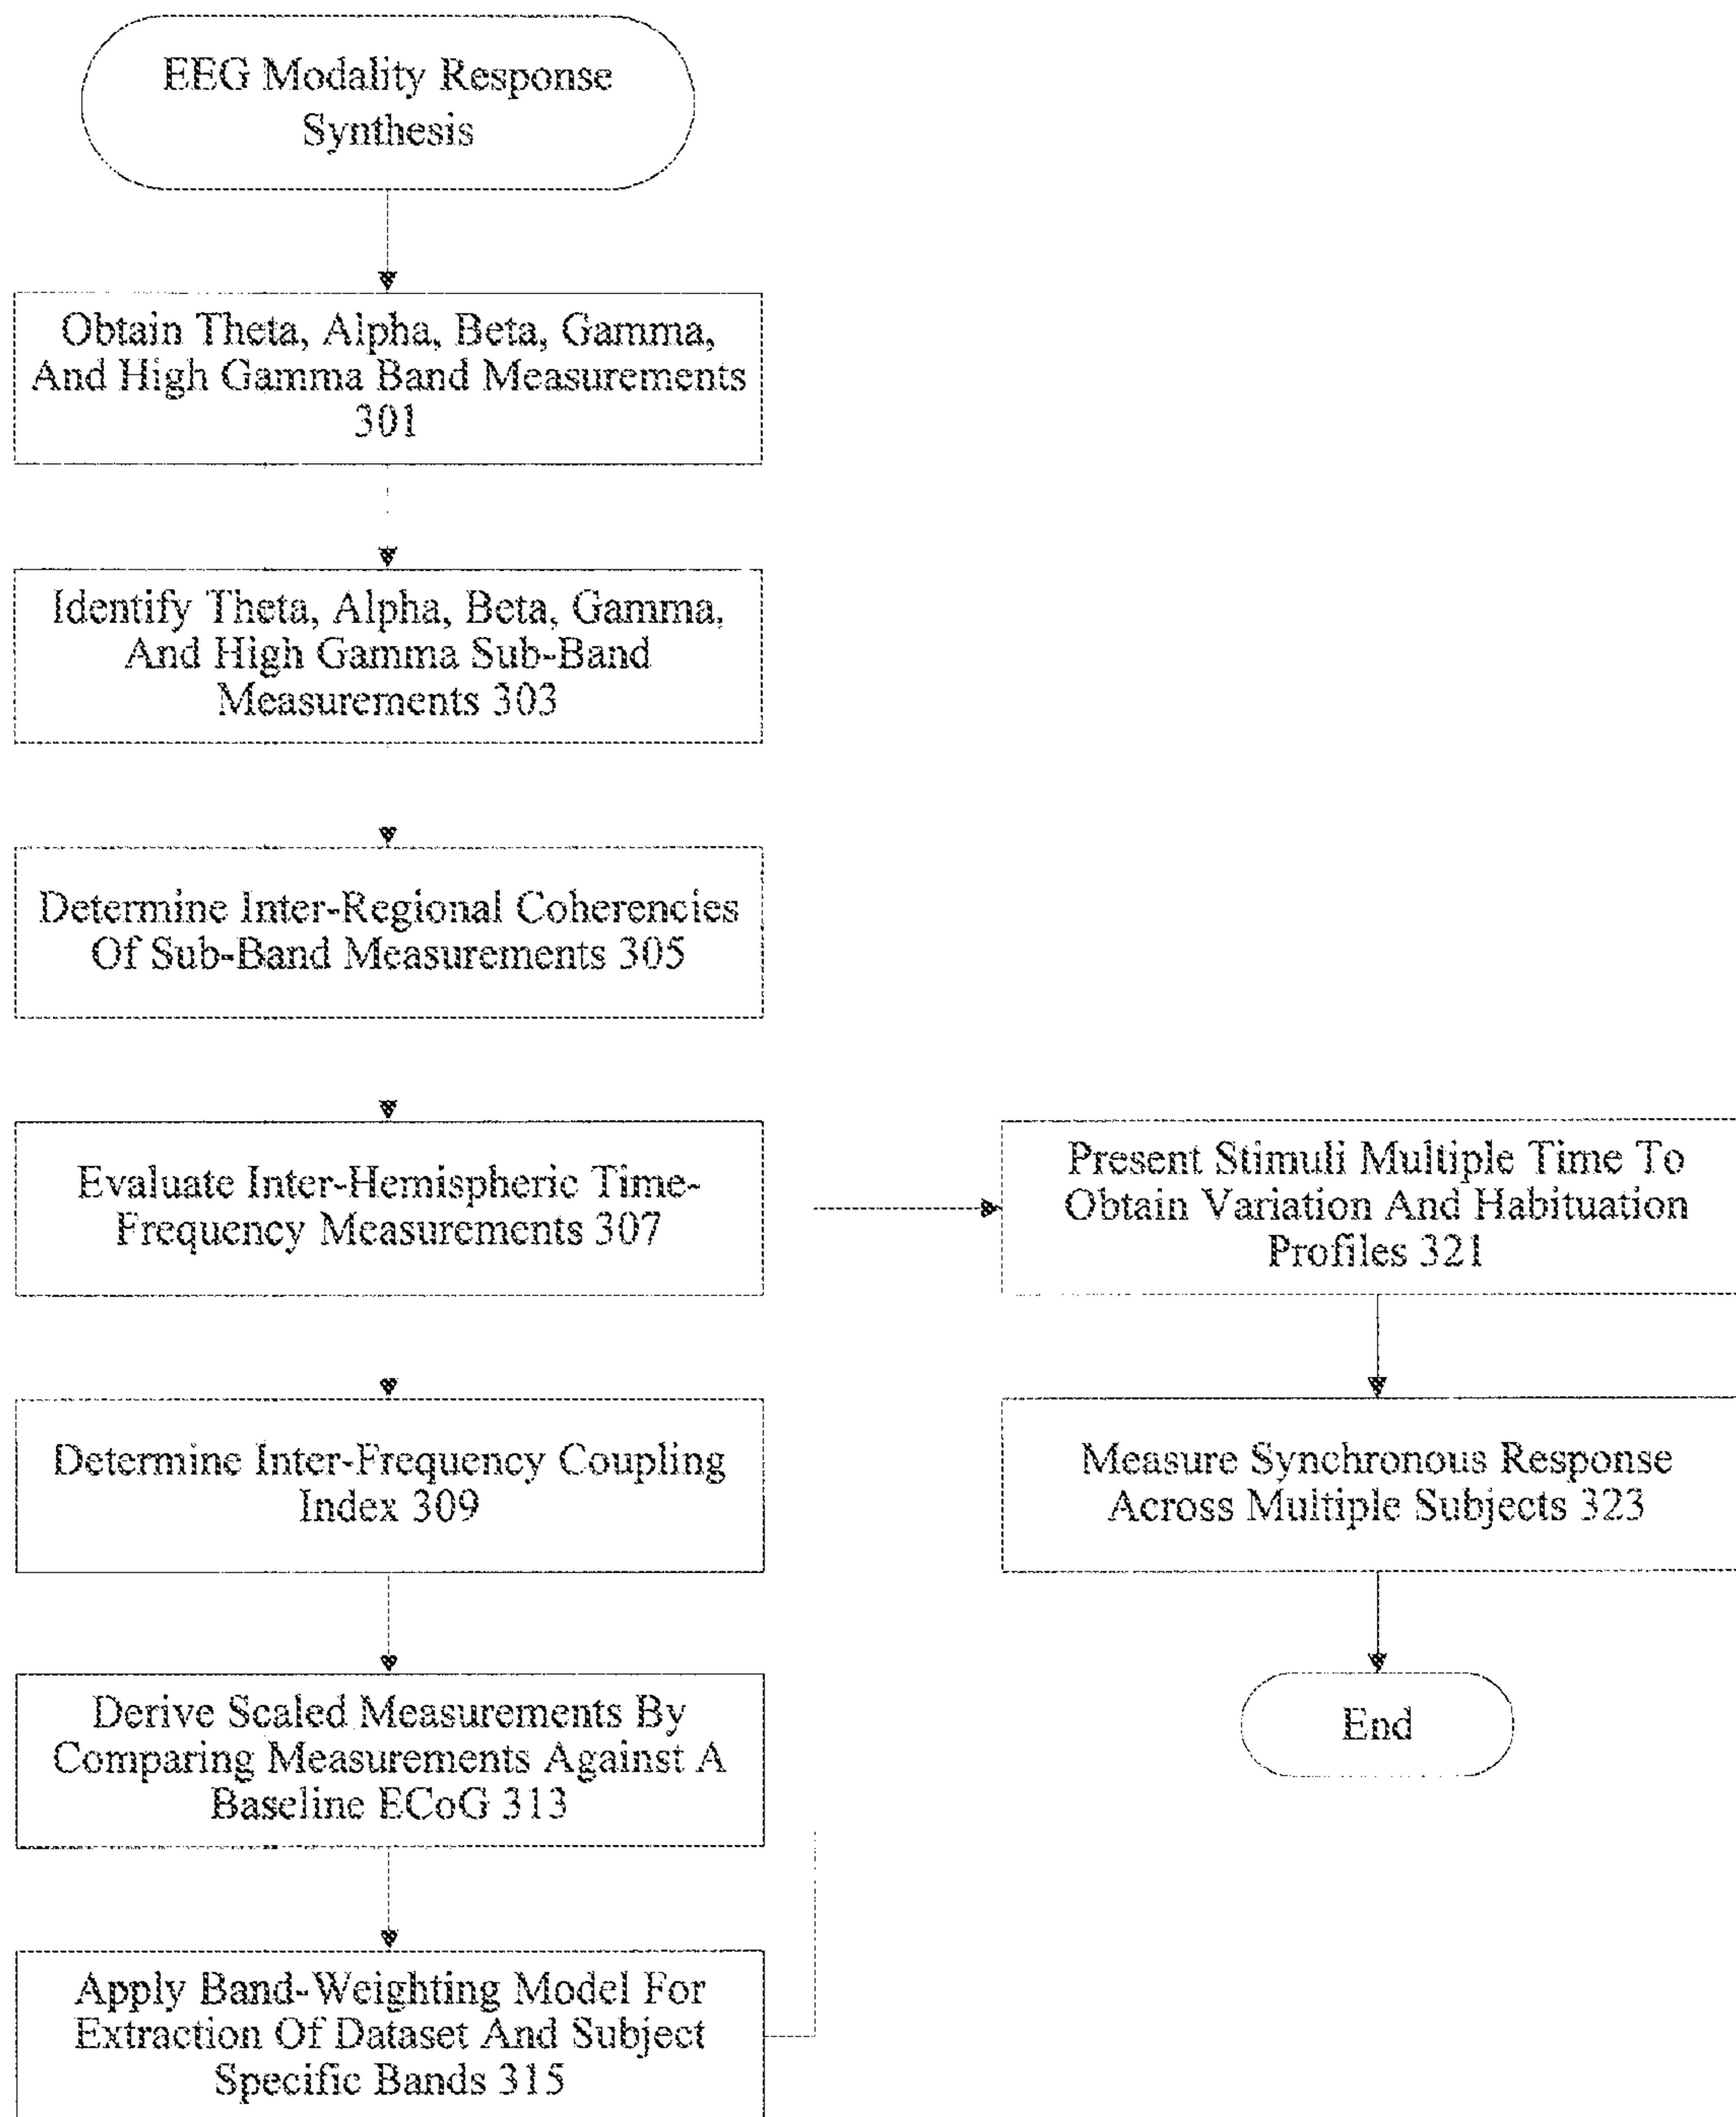 EEG Modality Response
Synthesis
Obtain Theta, Alpha, Beta, Gamma,
And High Gamma Band Measurements
301
Identify Theta, Alpha, Beta, Gamma,
And High Gamma Sub-Band
Measurements 303
Determine Inter-Regional Coherencies
Of Sub-Band Measurements 305
Evaluate Inter-Hemispheric Time-
Frequency Measurements 307
Determine Inter-Frequency Coupling
Index 309
Derive Scaled Measurements By
Comparing Measurements Against A
Baseline ECoG 313
Apply Band-Weighting Model For
Extraction Of Dataset And Subject
Specific Bands 315
Present Stimuli Multiple Time To
Obtain Variation And Habituation
Profiles 321
Measure Synchronous Response
Across Multiple Subjects 323
End